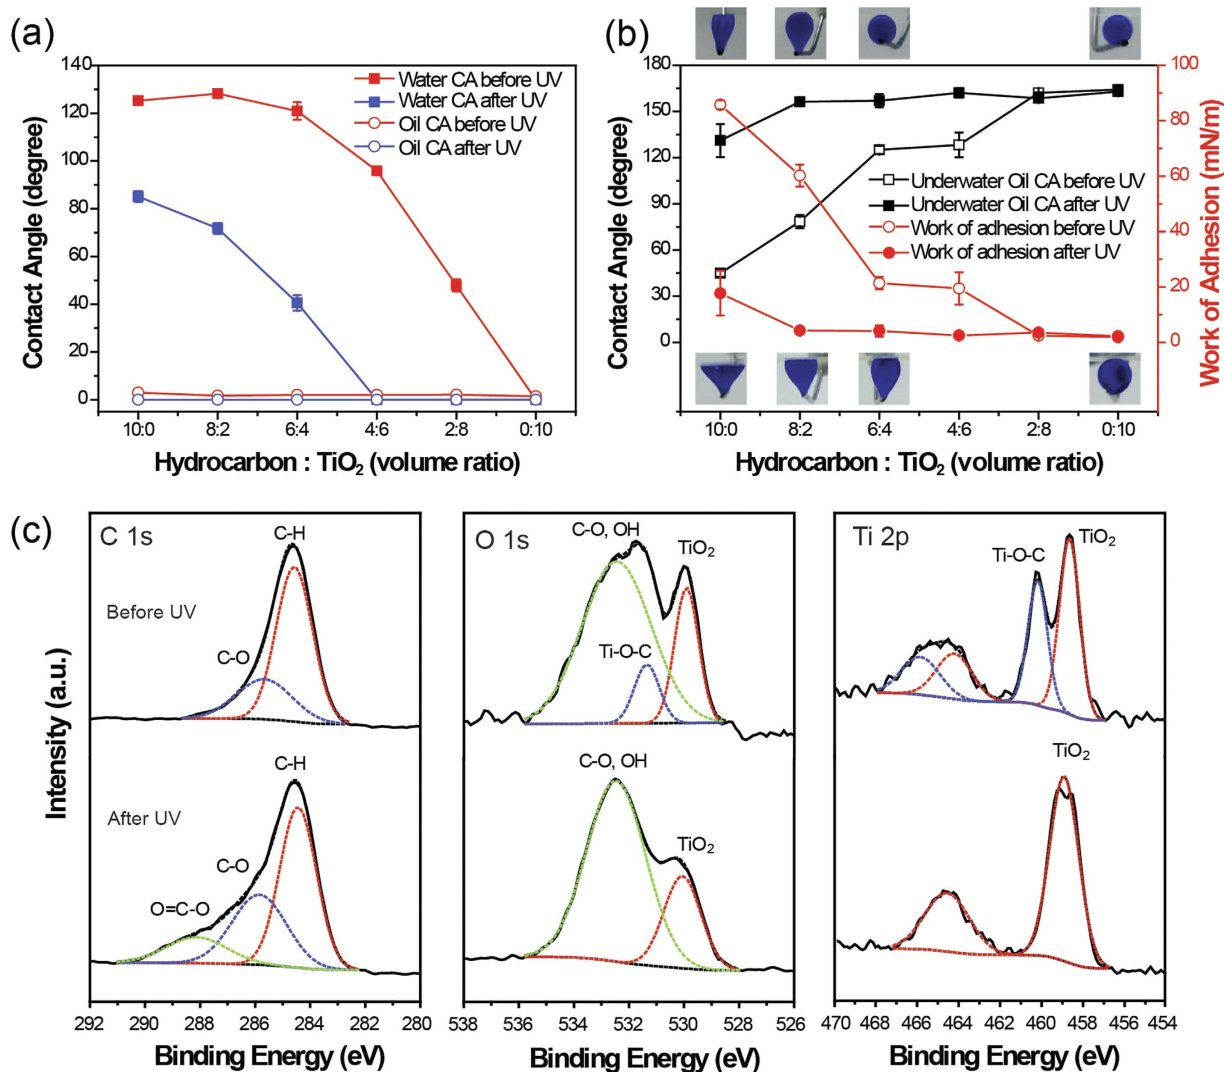 (a)
140
120
100
80
60
40
20
0
Contact Angle (degree)
Water CA before UV
Water CA after UV
Oil CA before UV
Oil CA after UV
10:0 8:2 6:4 4:6 2:8 0:10
Hydrocarbon : TiO₂ (volume ratio)
(b)
180
150
120
90
60
30
0
Contact Angle (degree)
Underwater Oil CA before UV
Underwater Oil CA after UV
Work of adhesion before UV
Work of adhesion after UV
100
80
60
40
20
0
Work of Adhesion (mN/m)
10:0 8:2 6:4 4:6 2:8 0:10
Hydrocarbon : TiO₂ (volume ratio)
(c)
Intensity (a.u.)
C 1s
C-H
Before UV
C-O
C-H
After UV
C-O
O=C-O
292 290 288 286 284 282 280
Binding Energy (eV)
O 1s
C-O, OH
TiO₂
Ti-O-C
C-O, OH
TiO₂
538 536 534 532 530 528 526
Binding Energy (eV)
Ti 2p
TiO₂
Ti-O-C
TiO₂
470 468 466 464 462 460 458 456 454
Binding Energy (eV)